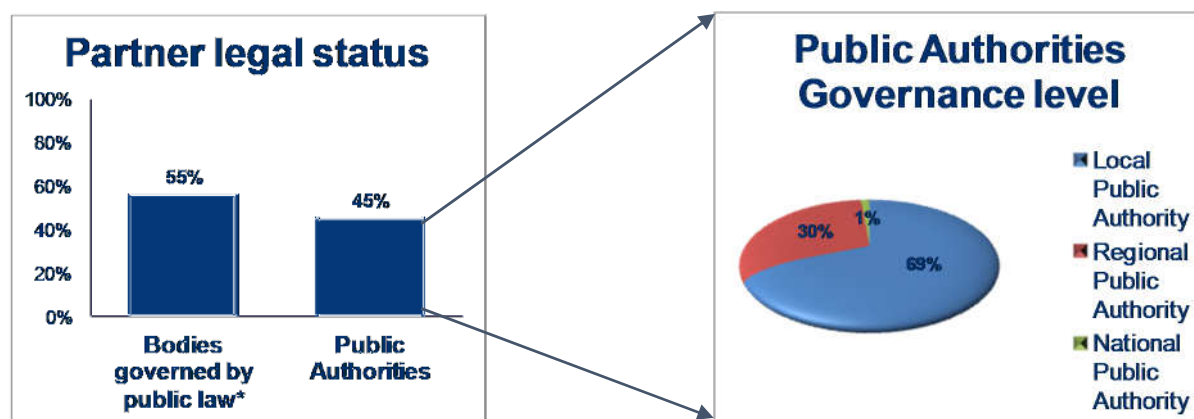 Partner legal status
100%
80%
60%
40%
20%
0%
55%
45%
Bodies
governed by
public law*
Public
Authorities
Public Authorities
Governance level
1%
30%
69%
Local
Public
Authority
Regional
Public
Authority
National
Public
Authority